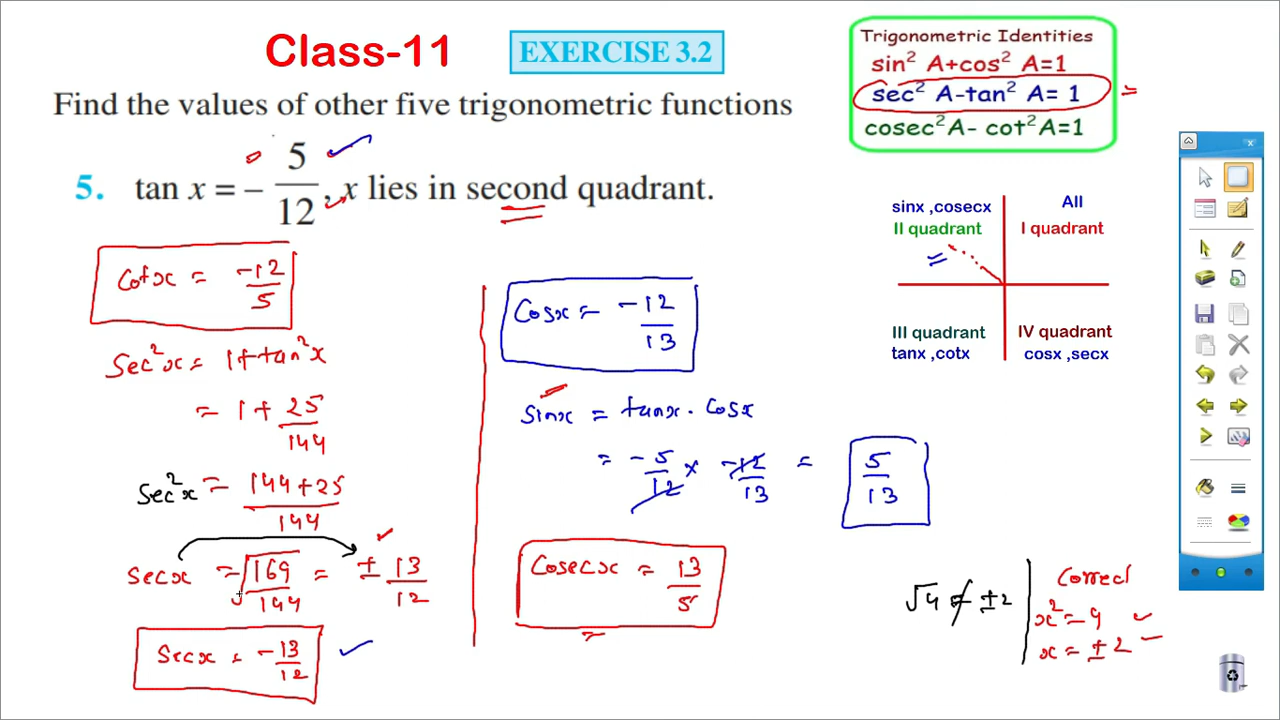 Class-11
EXERCISE 3.2
Find the values of other five trigonometric functions
5. tan x = – 5/12, x lies in second quadrant.
Trigonometric Identities
sin² A+cos² A=1
sec² A-tan² A= 1 =
cosec²A- cot²A=1
sinx ,cosecx
II quadrant
All
I quadrant
III quadrant
tanx ,cotx
IV quadrant
cosx ,secx
Cotx = -12/5
Sec²x = 1+tan²x
= 1 + 25/144
Sec²x = 144+25/144
secx = √169/144 = ± 13/12
Secx = -13/12
Cosx = -12/13
sinx = tanx · Cosx
= -5/12 × -12/13 = 5/13
Cosecx = 13/5
√4 ≠ ±2
Correct
x² = 4
x = ±2